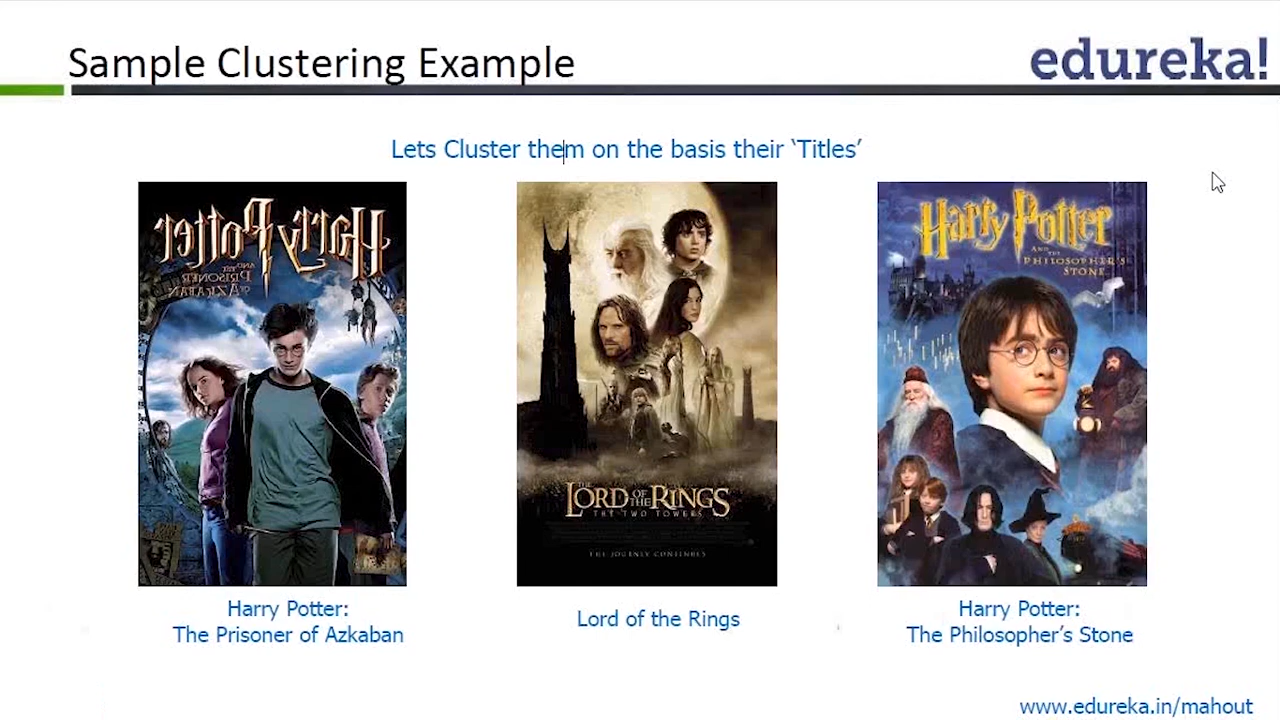 Sample Clustering Example
edureka!
Lets Cluster them on the basis their ‘Titles’
Harry Potter
AND THE
PRISONER
OF AZKABAN
THE
LORD OF THE RINGS
THE TWO TOWERS
THE JOURNEY CONTINUES
Harry Potter
AND THE
PHILOSOPHER'S
STONE
Harry Potter:
The Prisoner of Azkaban
Lord of the Rings
Harry Potter:
The Philosopher’s Stone
www.edureka.in/mahout